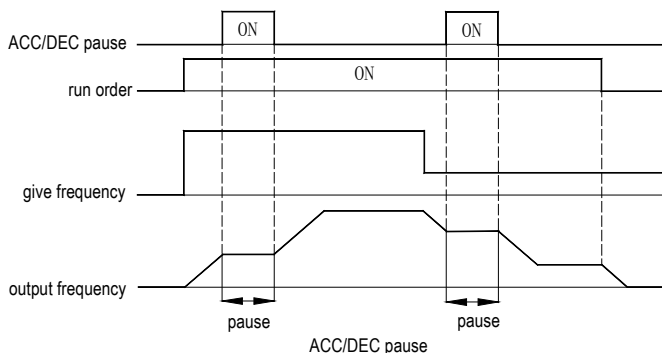 ON
ON
ACC/DEC pause
ON
run order
give frequency
output frequency
pause
pause
ACC/DEC pause